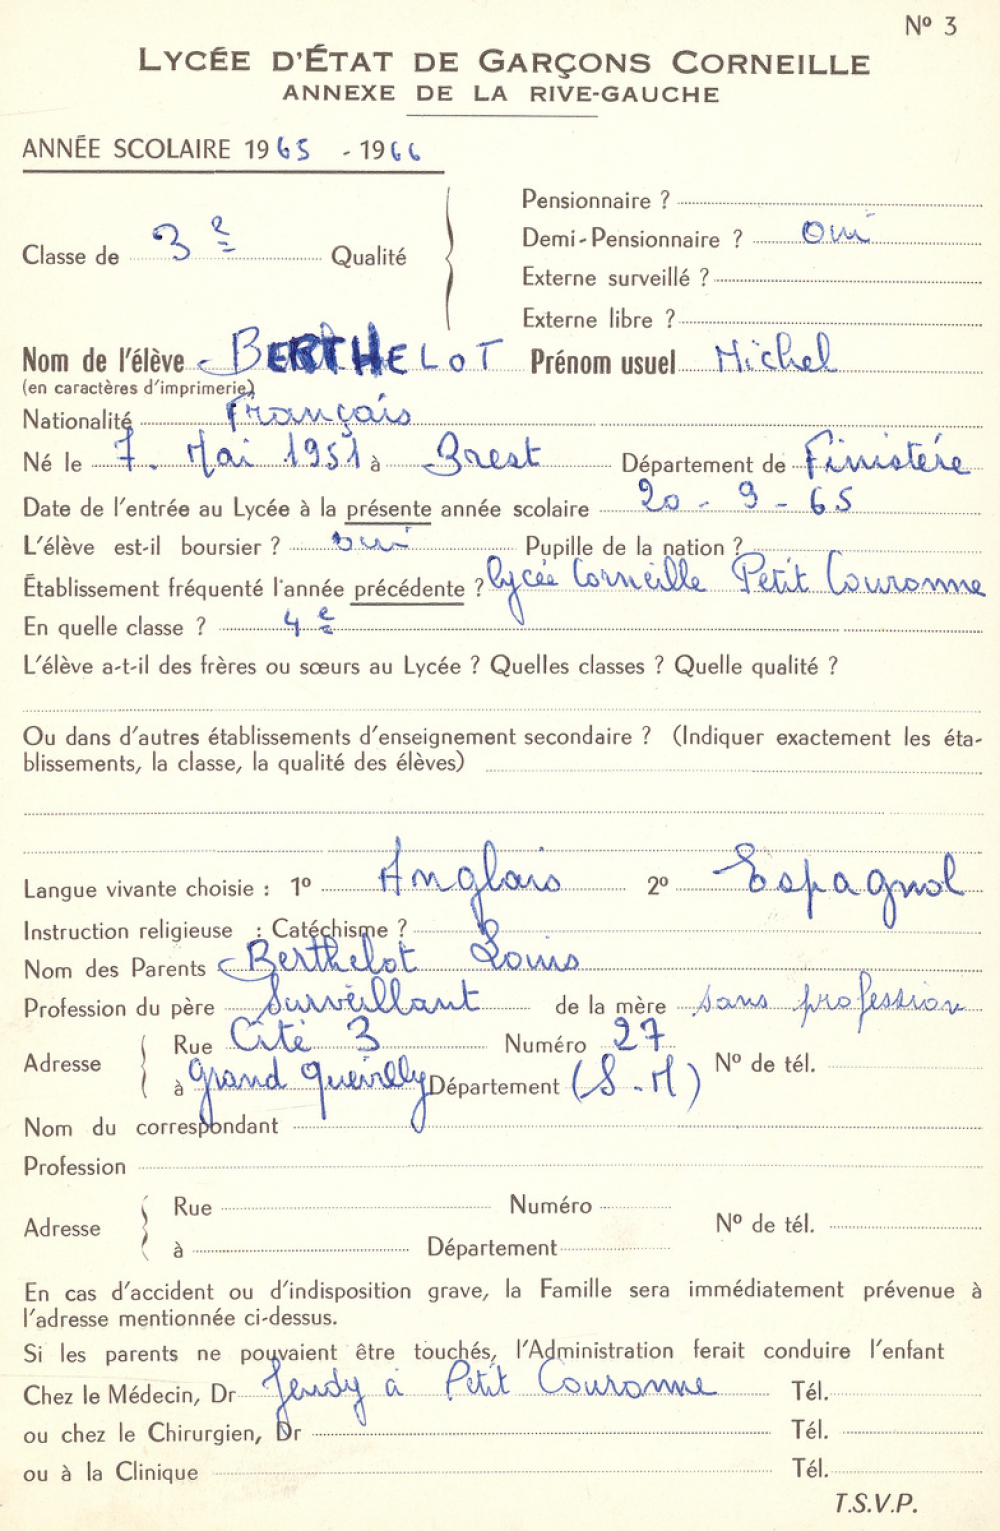 Nº 3
LYCÉE D'ÉTAT DE GARÇONS CORNEILLE
ANNEXE DE LA RIVE-GAUCHE
ANNÉE SCOLAIRE 1965 - 1966
Classe de 3e Qualité
Pensionnaire ?
Demi-Pensionnaire ? oui
Externe surveillé ?
Externe libre ?
Nom de l'élève BERTHELOT Prénom usuel Michel
(en caractères d'imprimerie)
Nationalité Français
Né le 7. Mai 1951 à Brest Département de Finistére
Date de l'entrée au Lycée à la présente année scolaire 20 - 9 - 65
L'élève est-il boursier ? oui Pupille de la nation ?
Établissement fréquenté l'année précédente ? lycée Corneille Petit Couronne
En quelle classe ? 4e
L'élève a-t-il des frères ou sœurs au Lycée ? Quelles classes ? Quelle qualité ?
Ou dans d'autres établissements d'enseignement secondaire ? (Indiquer exactement les éta-
blissements, la classe, la qualité des élèves)
Langue vivante choisie : 1º Anglais 2º Espagnol
Instruction religieuse : Catéchisme ?
Nom des Parents Berthelot Louis
Profession du père Surveillant de la mère sans profession
Adresse Rue Cité 3 Numéro 27 Nº de tél.
à Grand Quevilly Département (S-M)
Nom du correspondant
Profession
Adresse Rue Numéro Nº de tél.
à Département
En cas d'accident ou d'indisposition grave, la Famille sera immédiatement prévenue à
l'adresse mentionnée ci-dessus.
Si les parents ne pouvaient être touchés, l'Administration ferait conduire l'enfant
Chez le Médecin, Dr Jendy à Petit Couronne Tél.
ou chez le Chirurgien, Dr Tél.
ou à la Clinique Tél.
T.S.V.P.